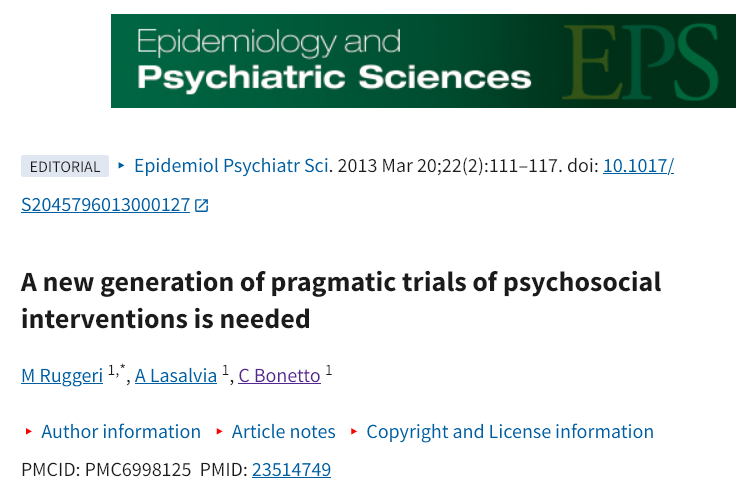 Epidemiology and
Psychiatric Sciences
EPS
EDITORIAL ‣ Epidemiol Psychiatr Sci. 2013 Mar 20;22(2):111–117. doi: 10.1017/
S2045796013000127
A new generation of pragmatic trials of psychosocial
interventions is needed
M Ruggeri 1,*, A Lasalvia 1, C Bonetto 1
‣ Author information ‣ Article notes ‣ Copyright and License information
PMCID: PMC6998125 PMID: 23514749